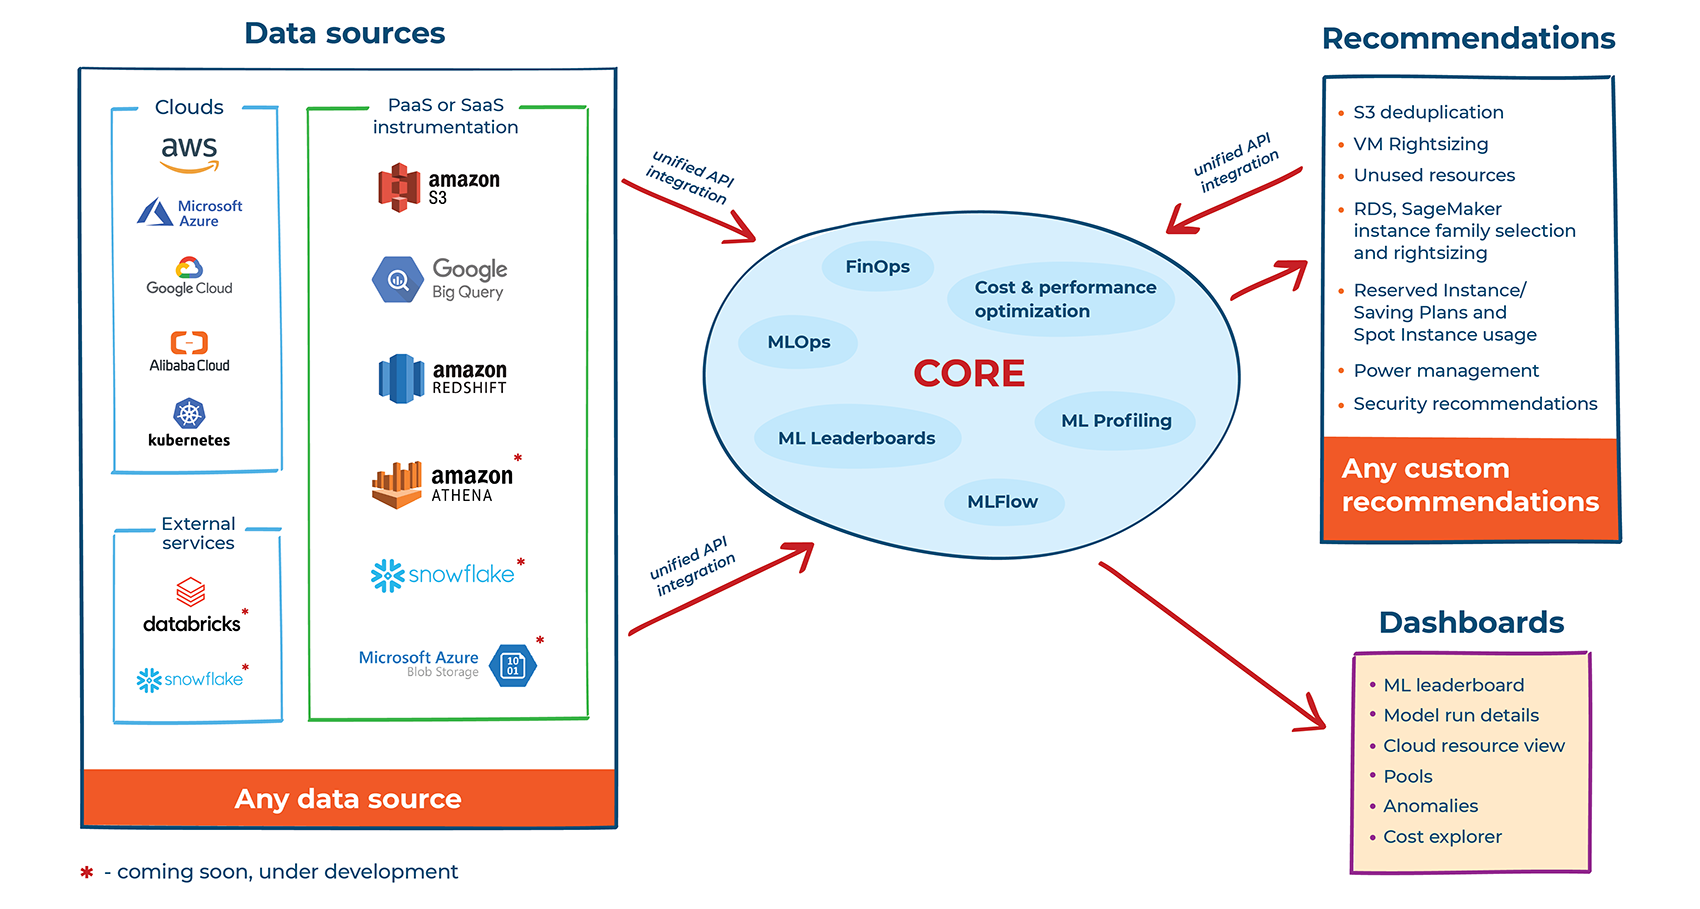 Data sources
Clouds
aws
Microsoft
Azure
Google Cloud
Alibaba Cloud
kubernetes
External
services
databricks *
snowflake *
PaaS or SaaS
instrumentation
amazon
S3
Google
Big Query
amazon
REDSHIFT
amazon *
ATHENA
snowflake *
Microsoft Azure *
Blob Storage
10
01
Any data source
* - coming soon, under development
unified API
integration
unified API
integration
FinOps
Cost & performance
optimization
MLOps
CORE
ML Leaderboards
ML Profiling
MLFlow
unified API
integration
Recommendations
• S3 deduplication
• VM Rightsizing
• Unused resources
• RDS, SageMaker
instance family selection
and rightsizing
• Reserved Instance/
Saving Plans and
Spot Instance usage
• Power management
• Security recommendations
Any custom
recommendations
Dashboards
• ML leaderboard
• Model run details
• Cloud resource view
• Pools
• Anomalies
• Cost explorer